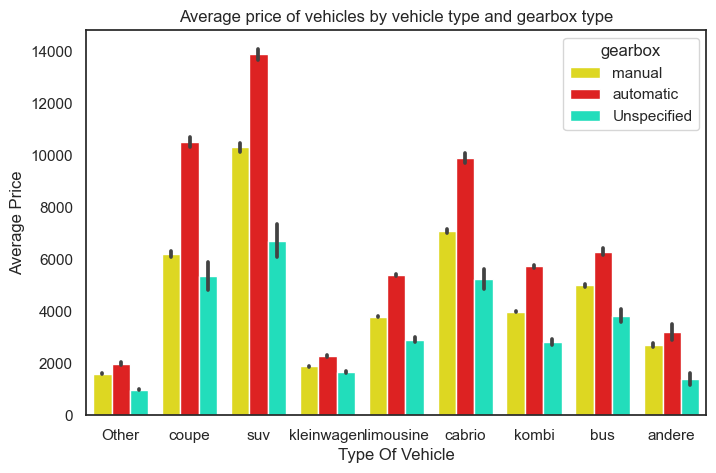 Average price of vehicles by vehicle type and gearbox type
gearbox
manual
automatic
Unspecified
Average Price
14000
12000
10000
8000
6000
4000
2000
0
Other coupe suv kleinwagen limousine cabrio kombi bus andere
Type Of Vehicle